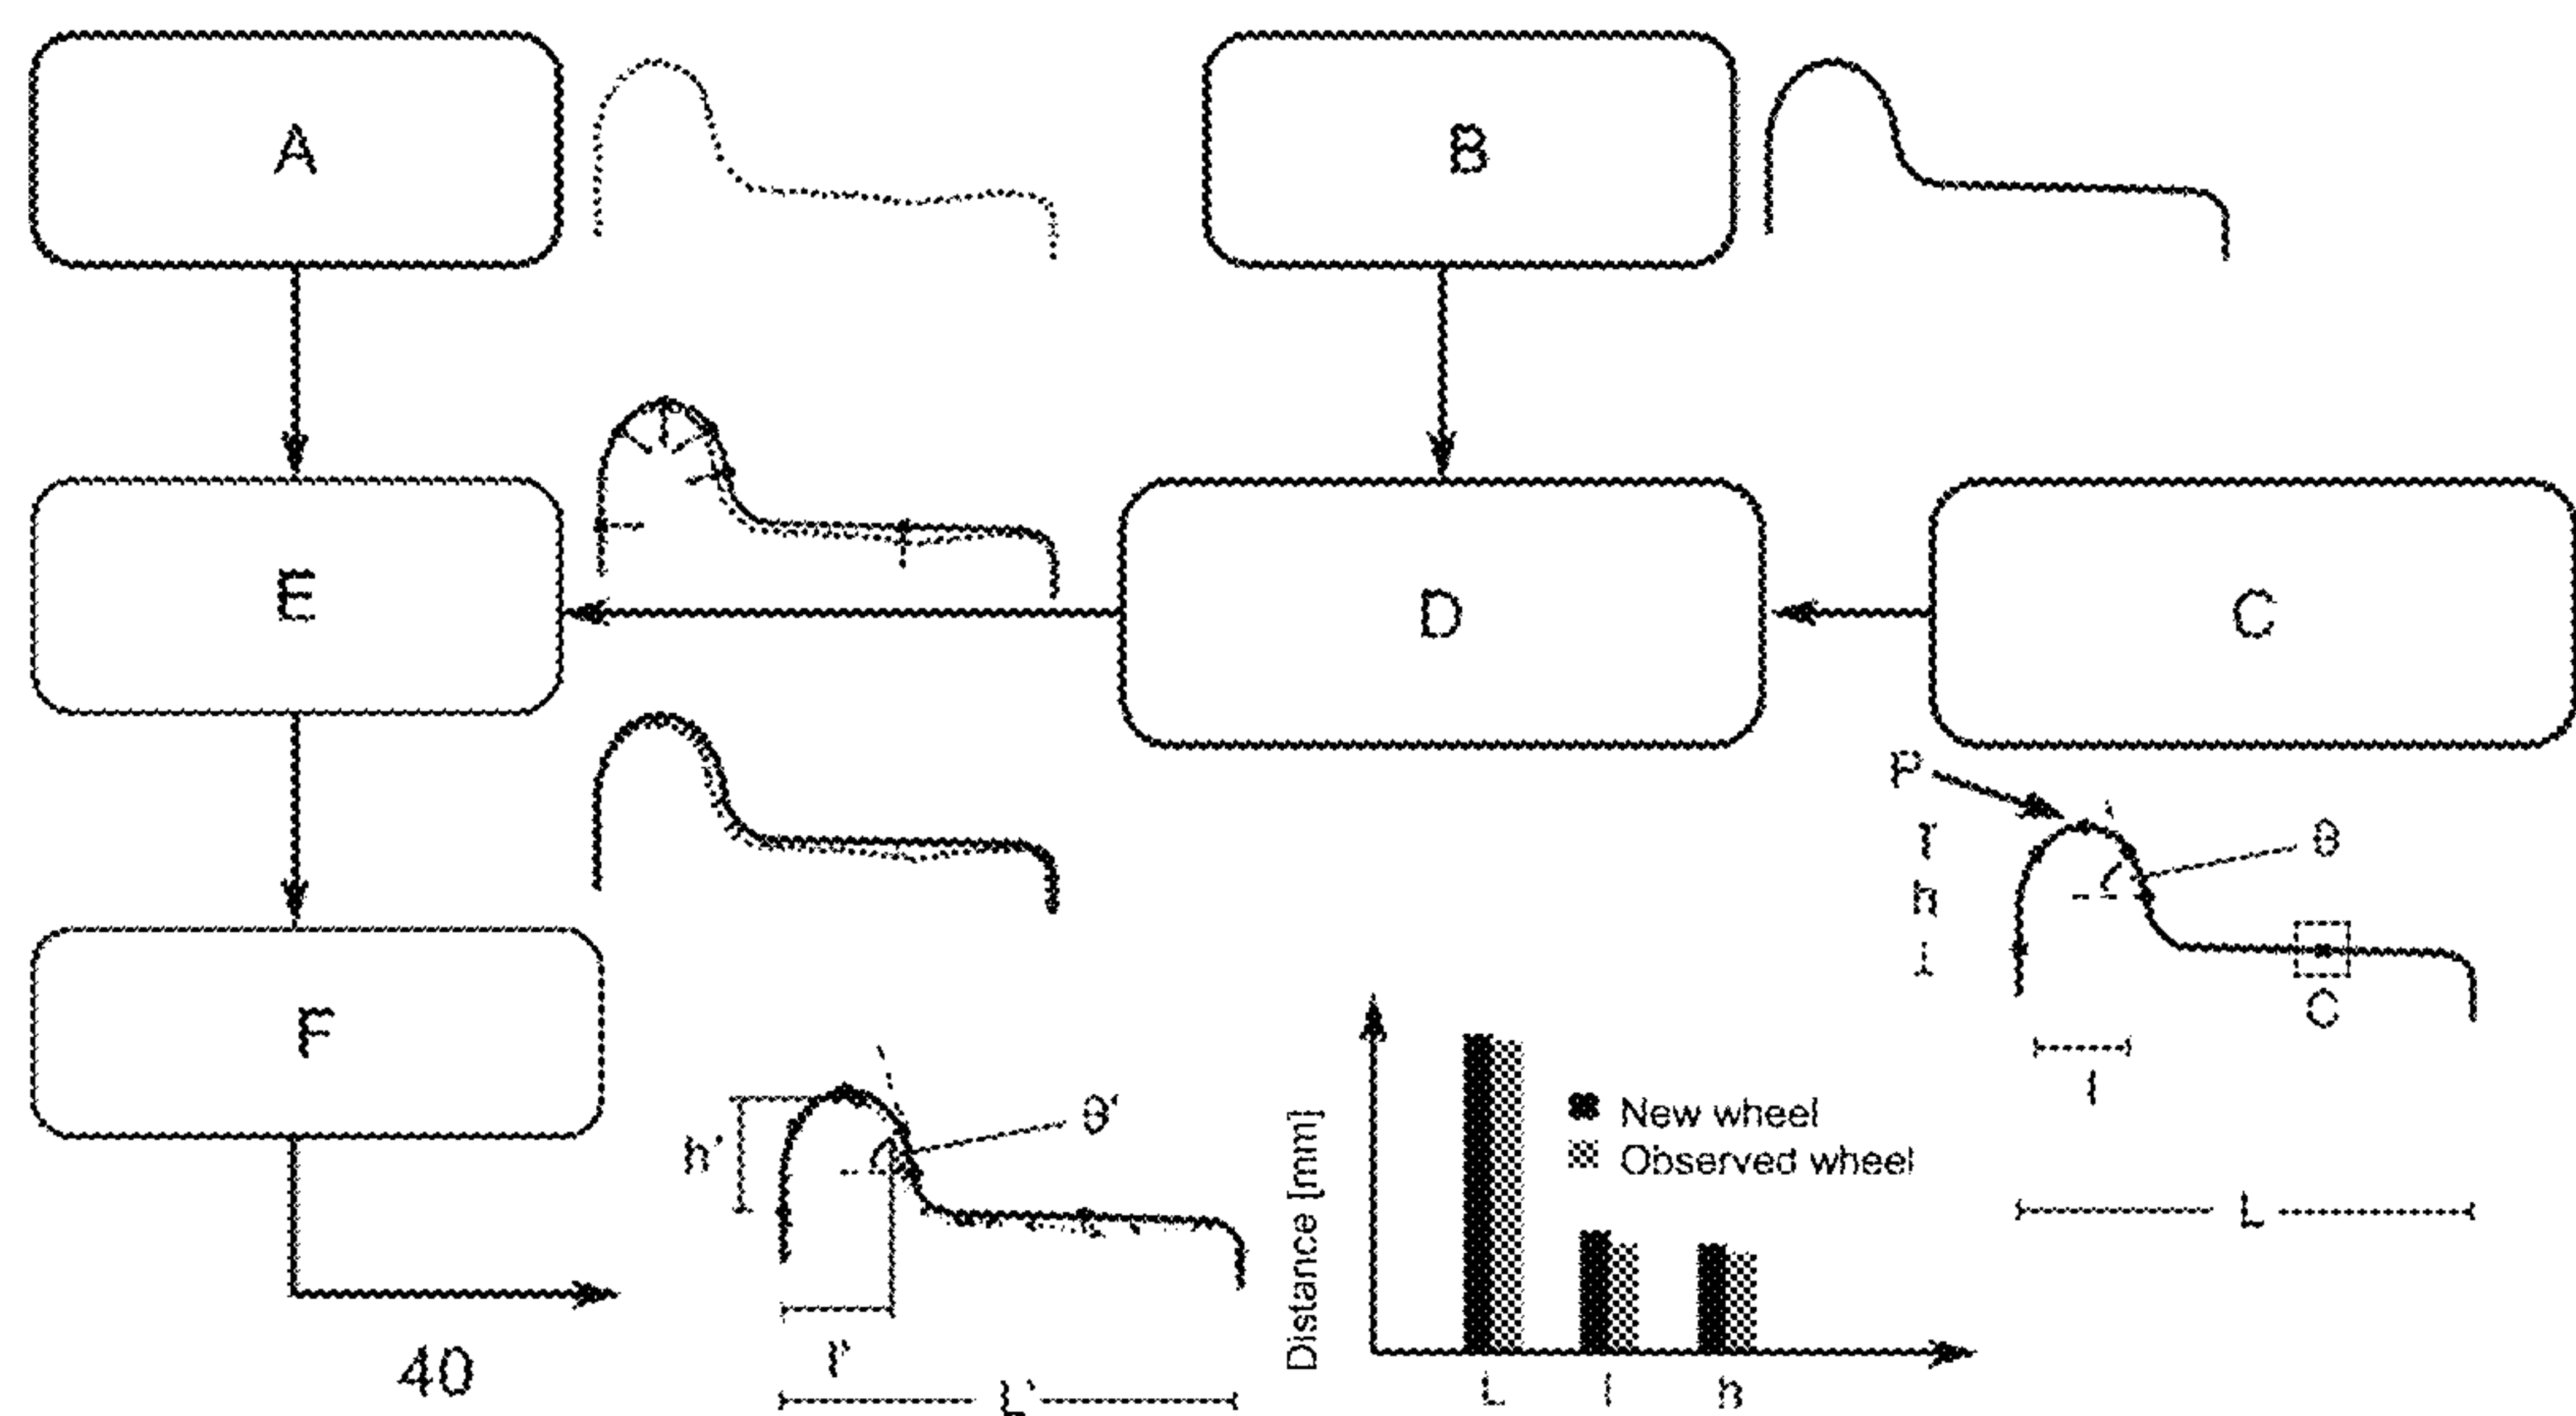 A
B
E
D
C
P
h
θ
C
l
L
F
h'
θ'
l'
L'
40
Distance [mm]
New wheel
Observed wheel
L
l
h